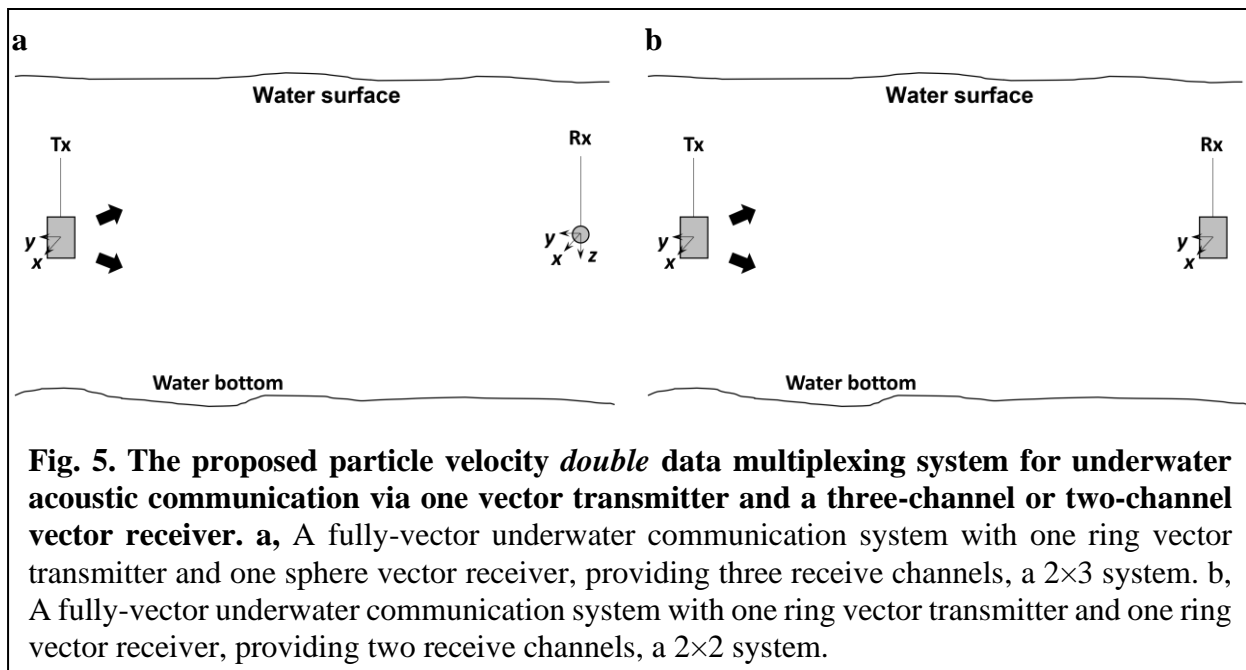 a
b
Water surface
Water surface
Tx
Rx
Tx
Rx
y
x
y
x
z
y
x
y
x
Water bottom
Water bottom
Fig. 5. The proposed particle velocity double data multiplexing system for underwater
acoustic communication via one vector transmitter and a three-channel or two-channel
vector receiver. a, A fully-vector underwater communication system with one ring vector
transmitter and one sphere vector receiver, providing three receive channels, a 2×3 system. b,
A fully-vector underwater communication system with one ring vector transmitter and one ring
vector receiver, providing two receive channels, a 2×2 system.